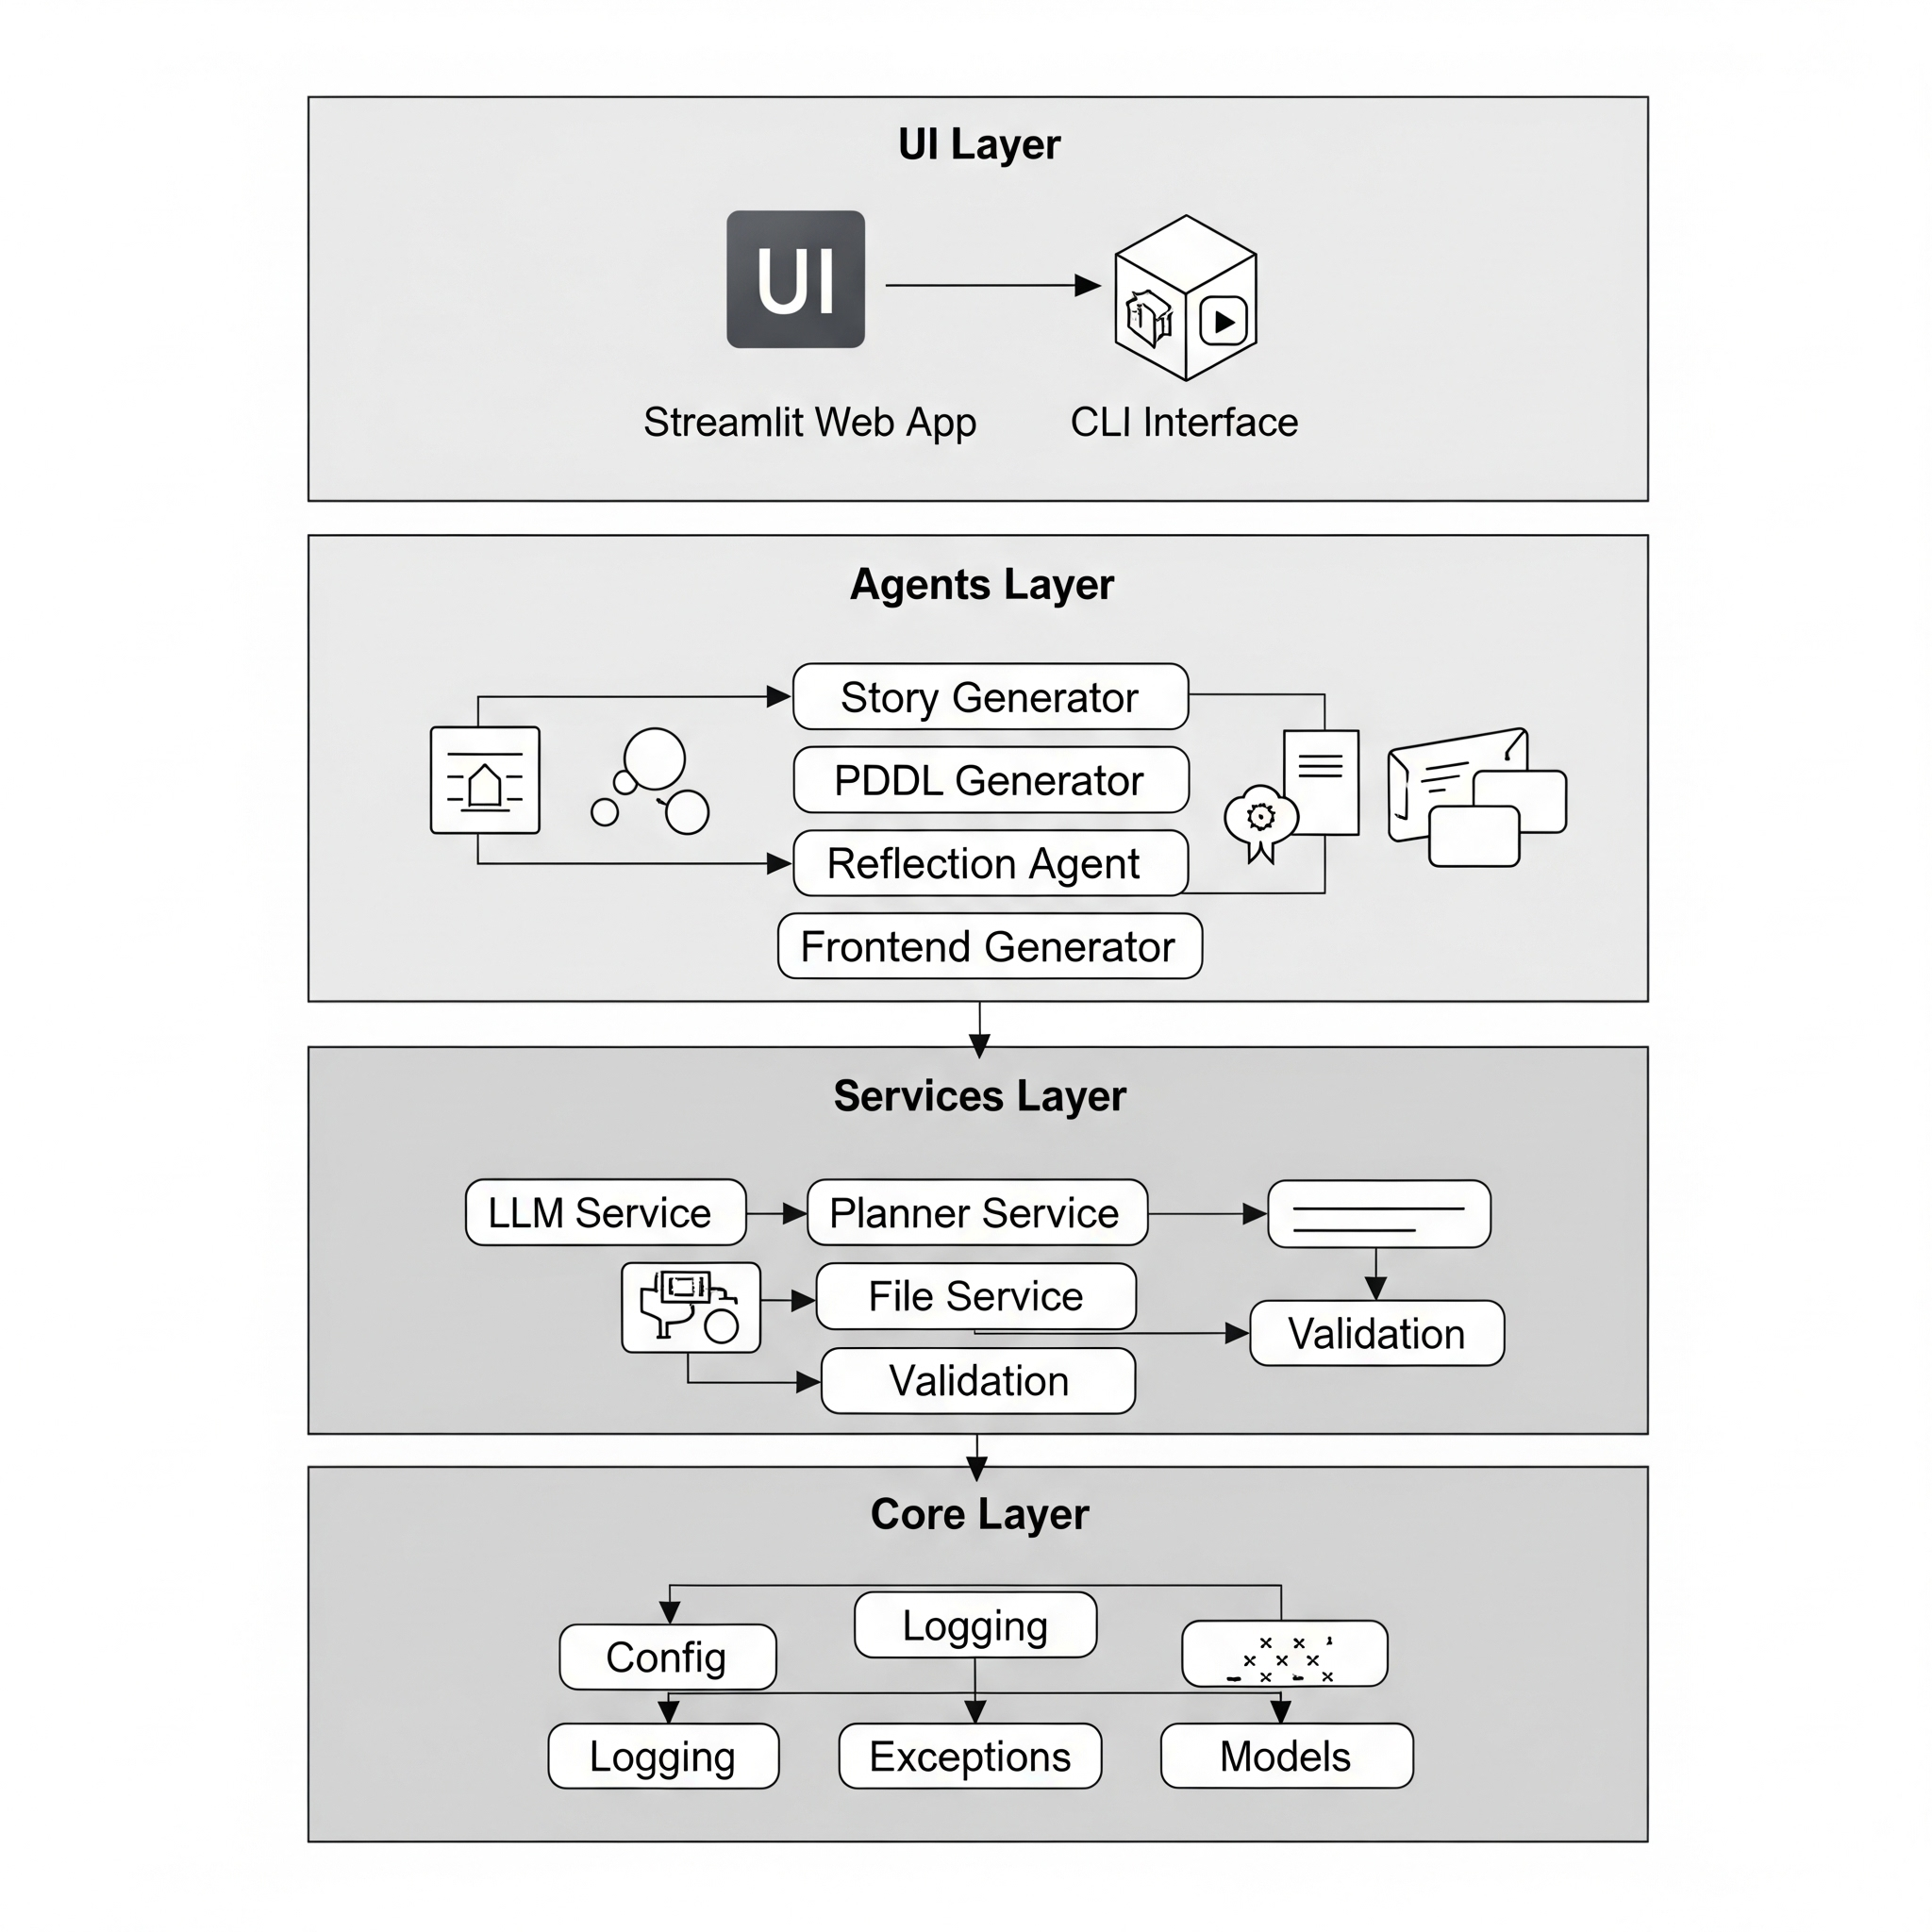 UI Layer
UI
Streamlit Web App
CLI Interface
Agents Layer
Story Generator
PDDL Generator
Reflection Agent
Frontend Generator
Services Layer
LLM Service
Planner Service
File Service
Validation
Validation
Core Layer
Logging
Config
Logging
Exceptions
Models